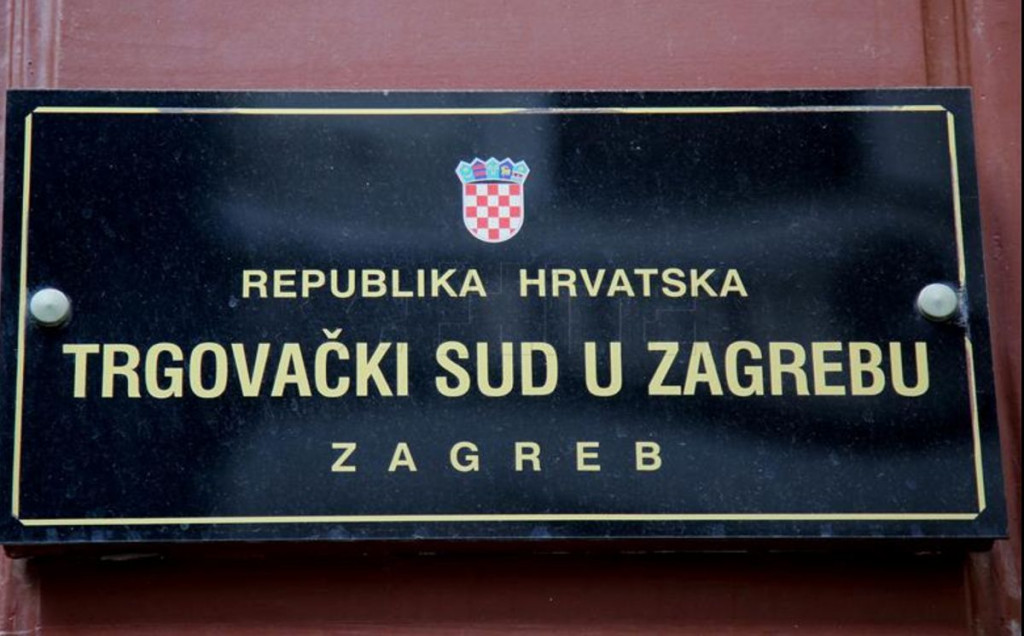 REPUBLIKA HRVATSKA
TRGOVAČKI SUD U ZAGREBU
ZAGREB